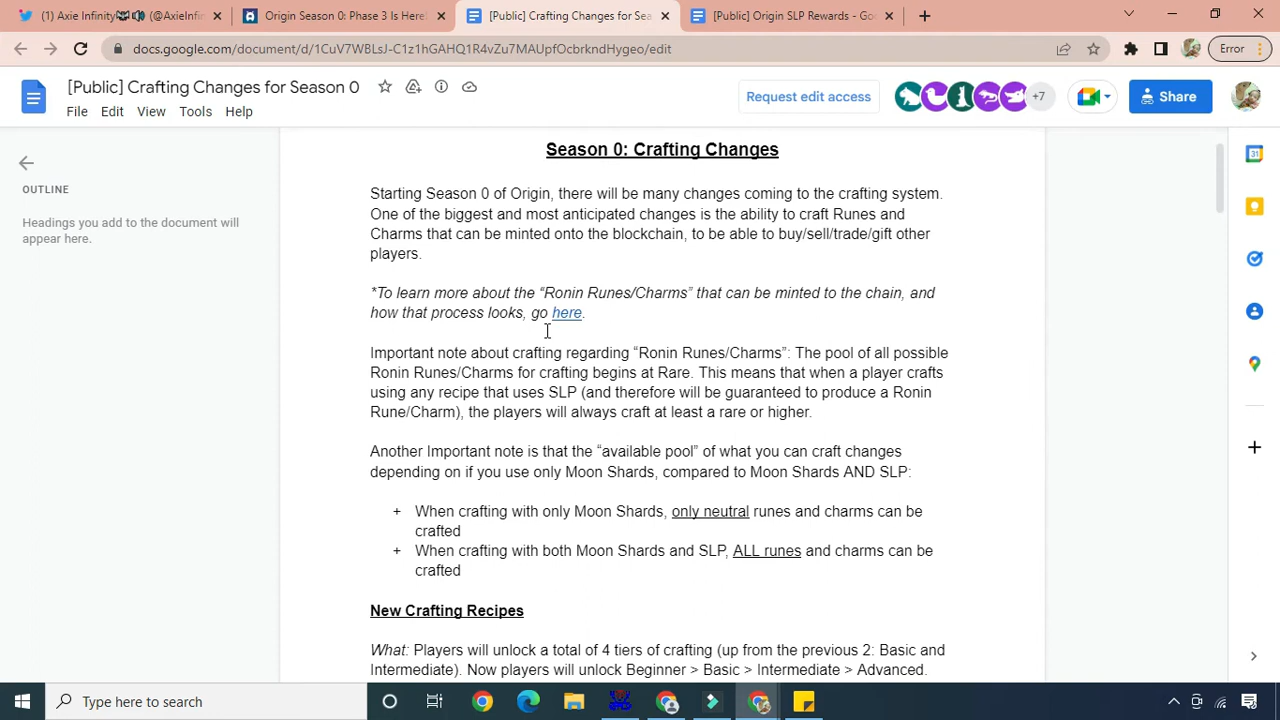 (1) Axie Infinity (@AxieInfin
Origin Season 0: Phase 3 Is Here!
[Public] Crafting Changes for Sea
[Public] Origin SLP Rewards - Goo
docs.google.com/document/d/1CuV7WBLsJ-C1z1hGAHQ1R4vZu7MAUpfOcbrkndHygeo/edit
Error
[Public] Crafting Changes for Season 0
File Edit View Tools Help
+7
Request edit access
Share
OUTLINE
Headings you add to the document will
appear here.
Season 0: Crafting Changes
Starting Season 0 of Origin, there will be many changes coming to the crafting system.
One of the biggest and most anticipated changes is the ability to craft Runes and
Charms that can be minted onto the blockchain, to be able to buy/sell/trade/gift other
players.
*To learn more about the “Ronin Runes/Charms” that can be minted to the chain, and
how that process looks, go here.
Important note about crafting regarding “Ronin Runes/Charms”: The pool of all possible
Ronin Runes/Charms for crafting begins at Rare. This means that when a player crafts
using any recipe that uses SLP (and therefore will be guaranteed to produce a Ronin
Rune/Charm), the players will always craft at least a rare or higher.
Another Important note is that the “available pool” of what you can craft changes
depending on if you use only Moon Shards, compared to Moon Shards AND SLP:
+ When crafting with only Moon Shards, only neutral runes and charms can be
crafted
+ When crafting with both Moon Shards and SLP, ALL runes and charms can be
crafted
New Crafting Recipes
What: Players will unlock a total of 4 tiers of crafting (up from the previous 2: Basic and
Intermediate). Now players will unlock Beginner > Basic > Intermediate > Advanced.
Type here to search